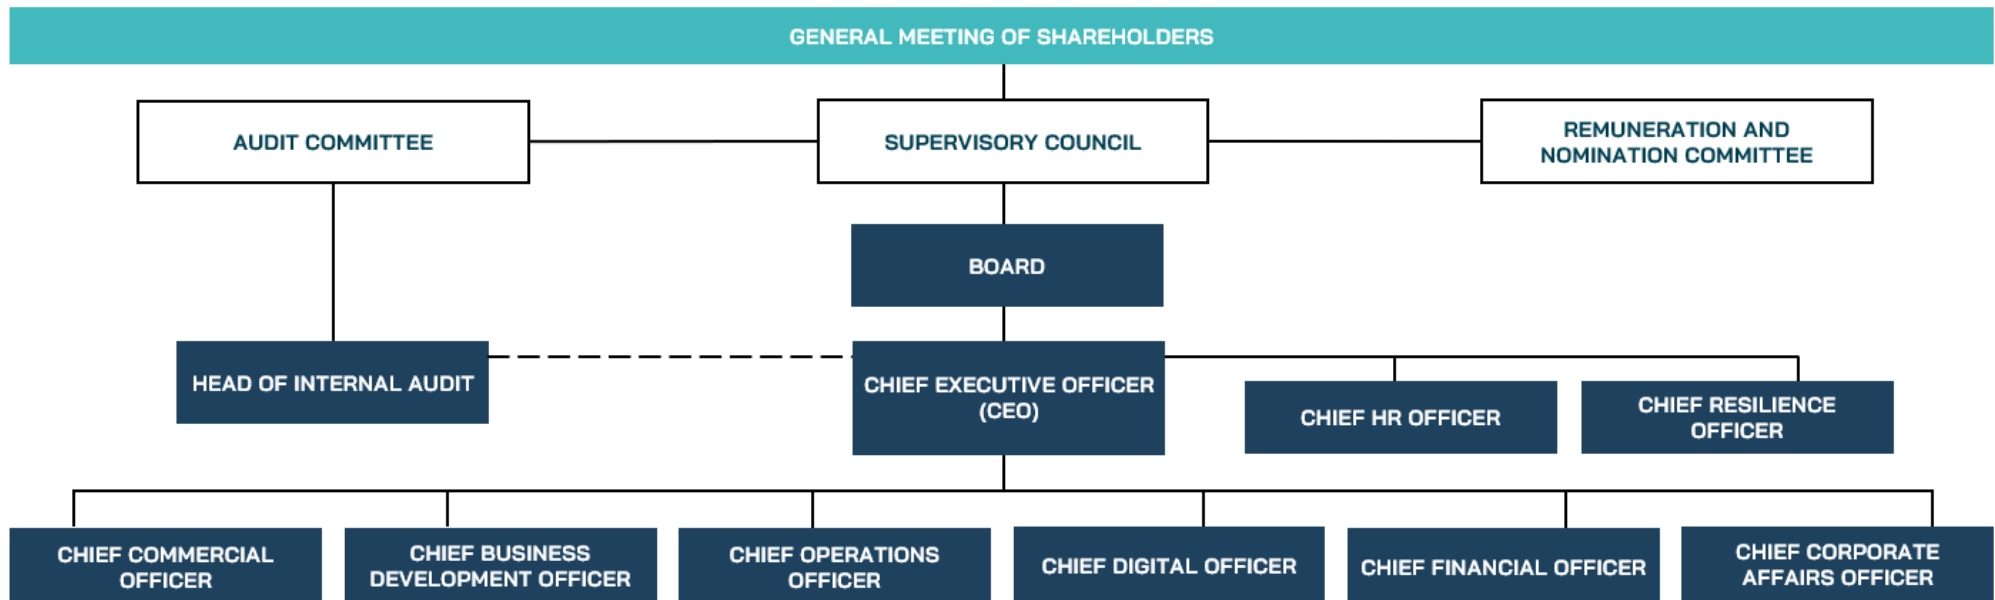 GENERAL MEETING OF SHAREHOLDERS
AUDIT COMMITTEE
SUPERVISORY COUNCIL
REMUNERATION AND
NOMINATION COMMITTEE
BOARD
HEAD OF INTERNAL AUDIT
CHIEF EXECUTIVE OFFICER
(CEO)
CHIEF HR OFFICER
CHIEF RESILIENCE
OFFICER
CHIEF COMMERCIAL
OFFICER
CHIEF BUSINESS
DEVELOPMENT OFFICER
CHIEF OPERATIONS
OFFICER
CHIEF DIGITAL OFFICER
CHIEF FINANCIAL OFFICER
CHIEF CORPORATE
AFFAIRS OFFICER